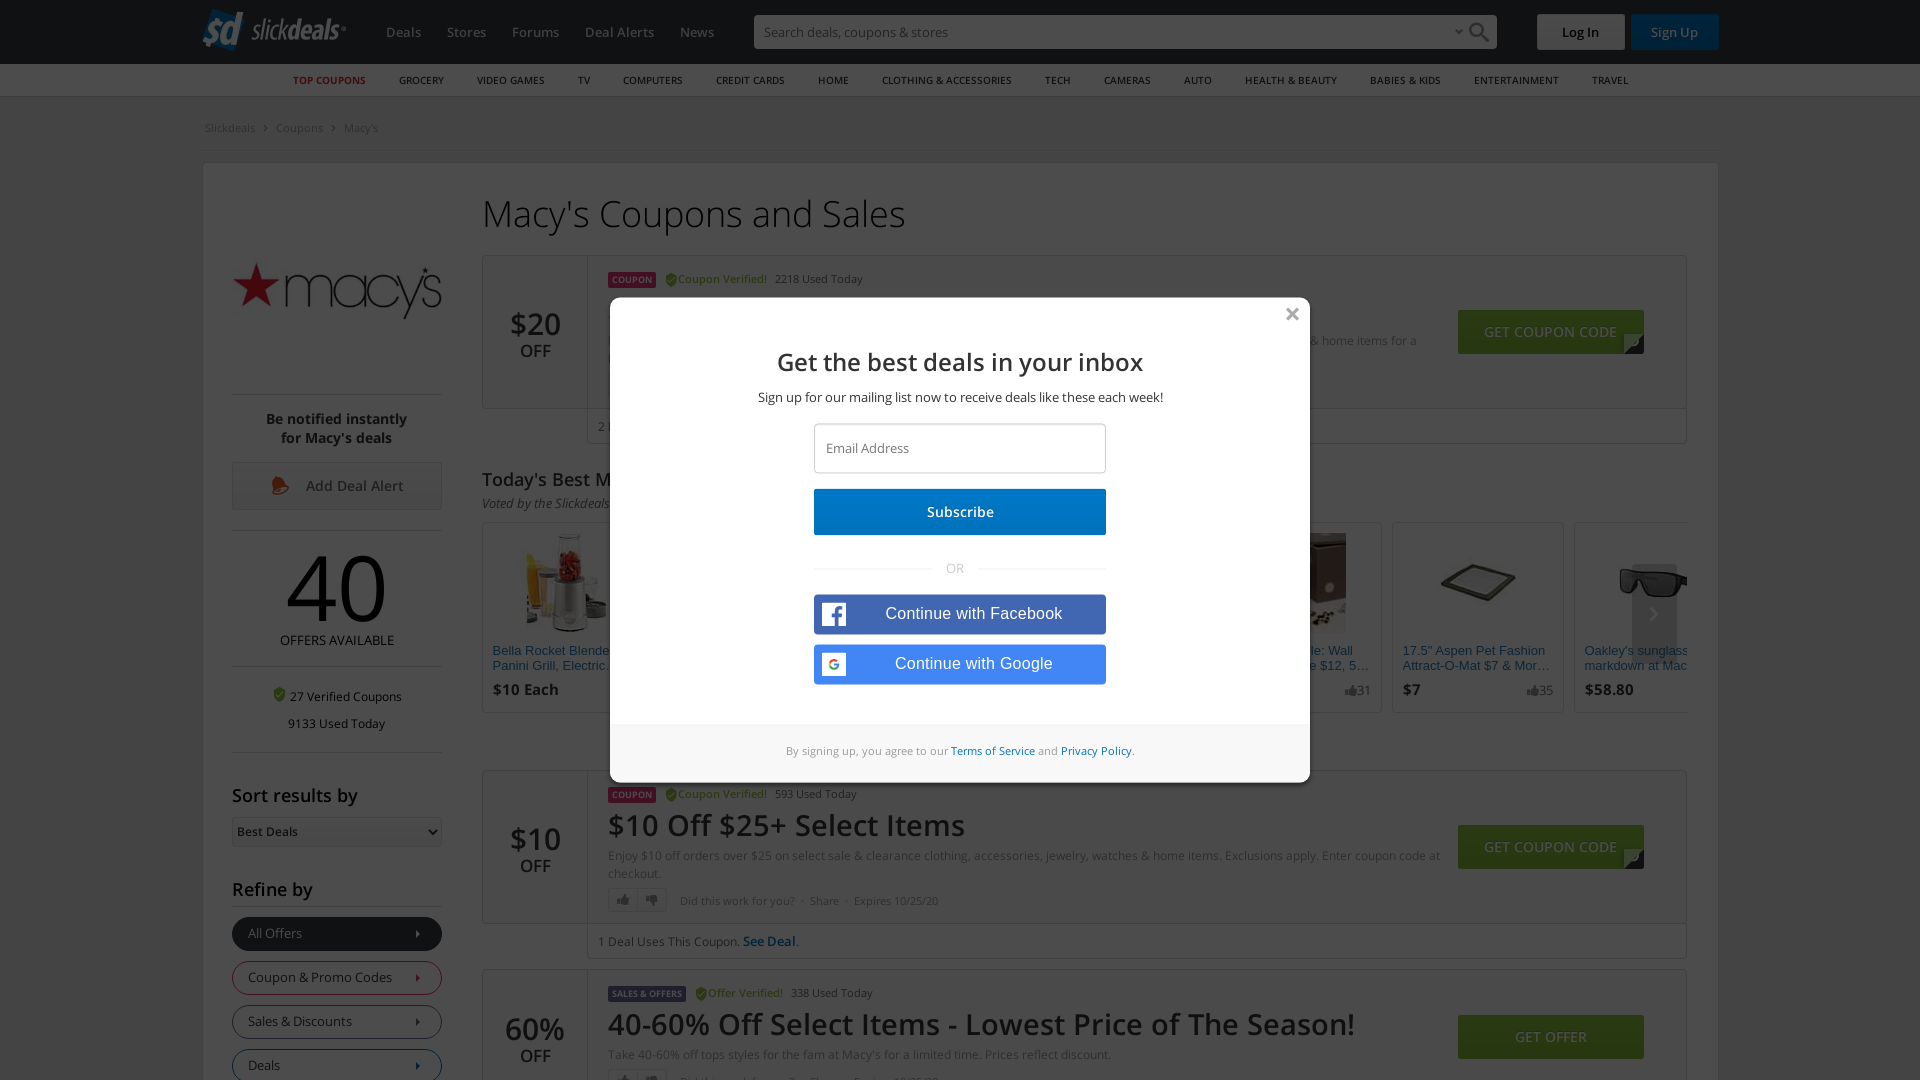 sd slickdeals
Deals Stores Forums Deal Alerts News
Search deals, coupons & stores
Log In Sign Up
TOP COUPONS GROCERY VIDEO GAMES TV COMPUTERS CREDIT CARDS HOME CLOTHING & ACCESSORIES TECH CAMERAS AUTO HEALTH & BEAUTY BABIES & KIDS ENTERTAINMENT TRAVEL
Slickdeals Coupons Macy's
Macy's Coupons and Sales
macy's
Be notified instantly
for Macy's deals
Add Deal Alert
40
OFFERS AVAILABLE
27 Verified Coupons
9133 Used Today
Sort results by
Best Deals
Refine by
All Offers
Coupon & Promo Codes
Sales & Discounts
Deals
$20
OFF
COUPON Coupon Verified! 2218 Used Today
& home items for a
GET COUPON CODE
2
Today's Best M
Voted by the Slickdeals
Bella Rocket Blende
Panini Grill, Electric...
$10 Each
le: Wall
e $12, 5...
31
17.5" Aspen Pet Fashion
Attract-O-Mat $7 & Mor...
$7 35
Oakley's sunglass
markdown at Mac
$58.80
Get the best deals in your inbox
Sign up for our mailing list now to receive deals like these each week!
Email Address
Subscribe
OR
Continue with Facebook
Continue with Google
By signing up, you agree to our Terms of Service and Privacy Policy.
$10
OFF
COUPON Coupon Verified! 593 Used Today
$10 Off $25+ Select Items
Enjoy $10 off orders over $25 on select sale & clearance clothing, accessories, jewelry, watches & home items. Exclusions apply. Enter coupon code at
checkout.
Did this work for you? · Share · Expires 10/25/20
GET COUPON CODE
1 Deal Uses This Coupon. See Deal.
60%
OFF
SALES & OFFERS Offer Verified! 338 Used Today
40-60% Off Select Items - Lowest Price of The Season!
Take 40-60% off tops styles for the fam at Macy's for a limited time. Prices reflect discount.
GET OFFER